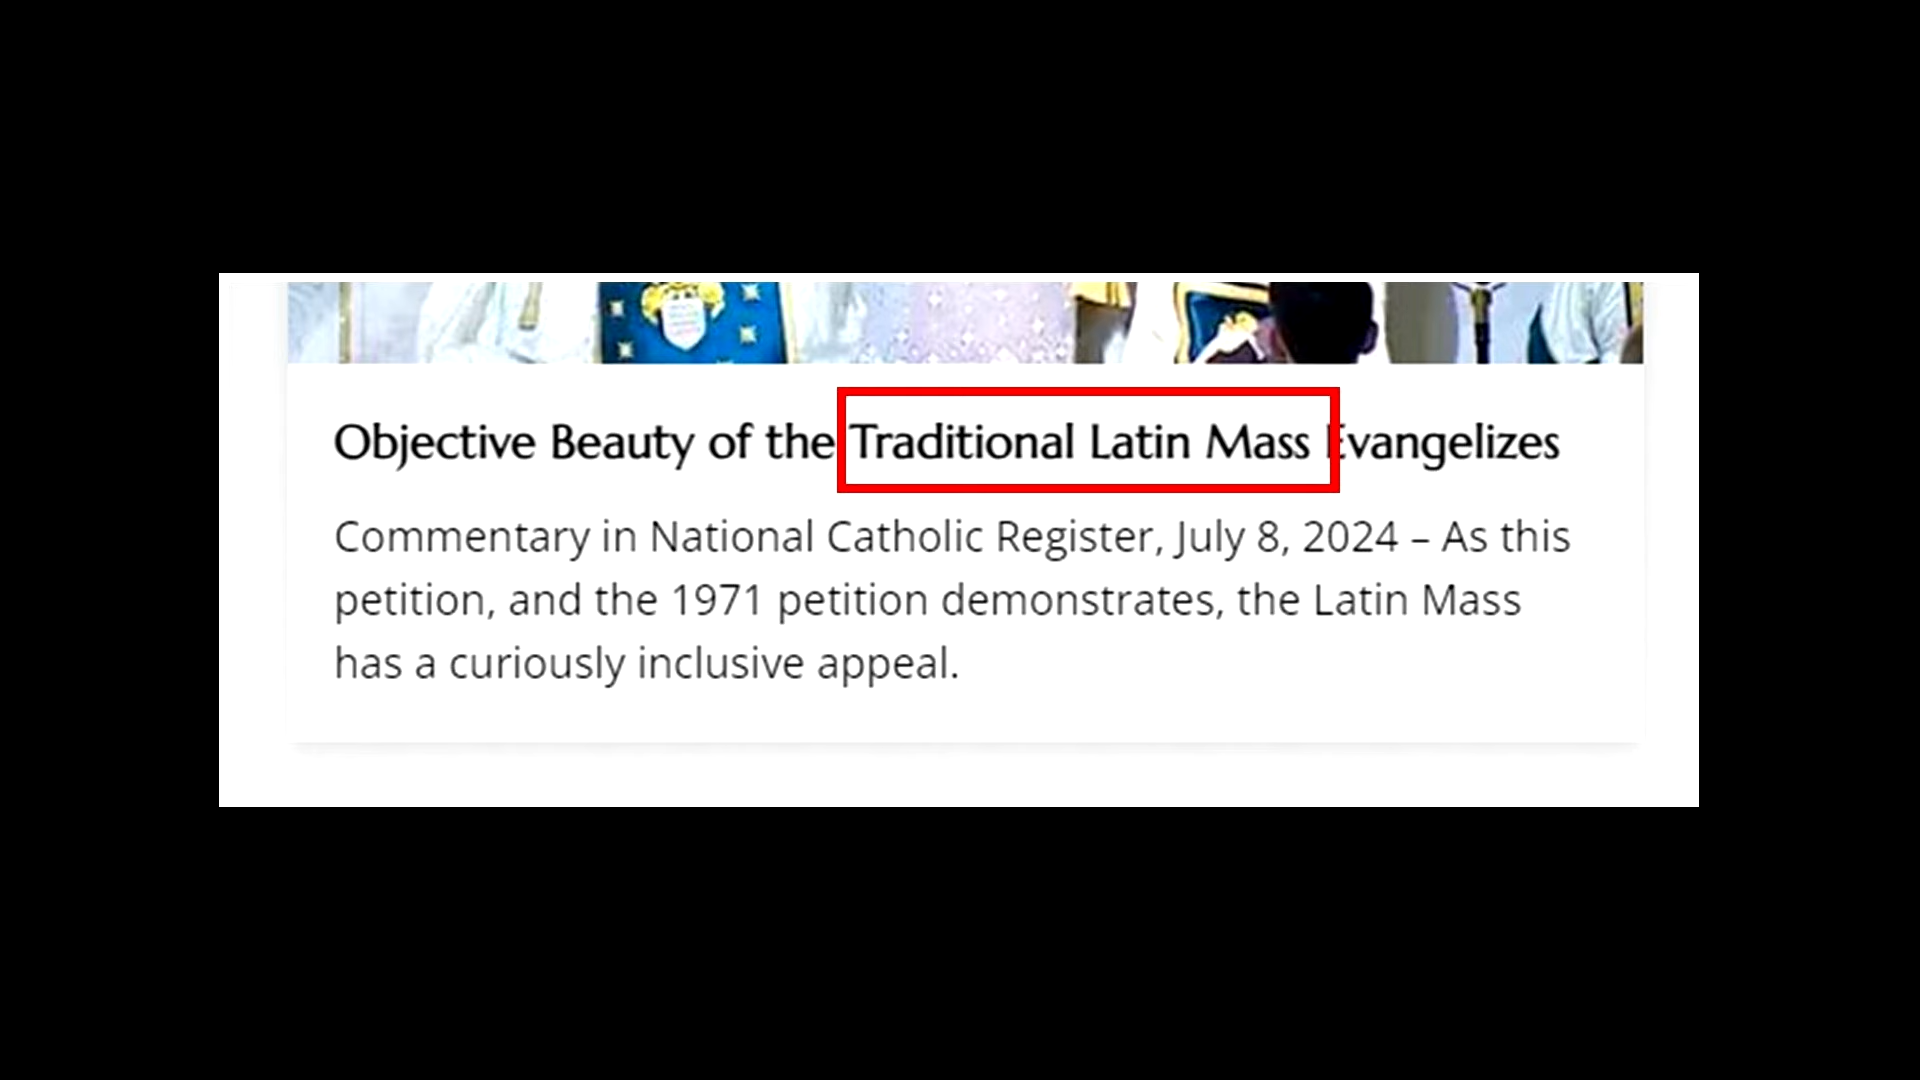 Objective Beauty of the Traditional Latin Mass Evangelizes
Commentary in National Catholic Register, July 8, 2024 – As this
petition, and the 1971 petition demonstrates, the Latin Mass
has a curiously inclusive appeal.